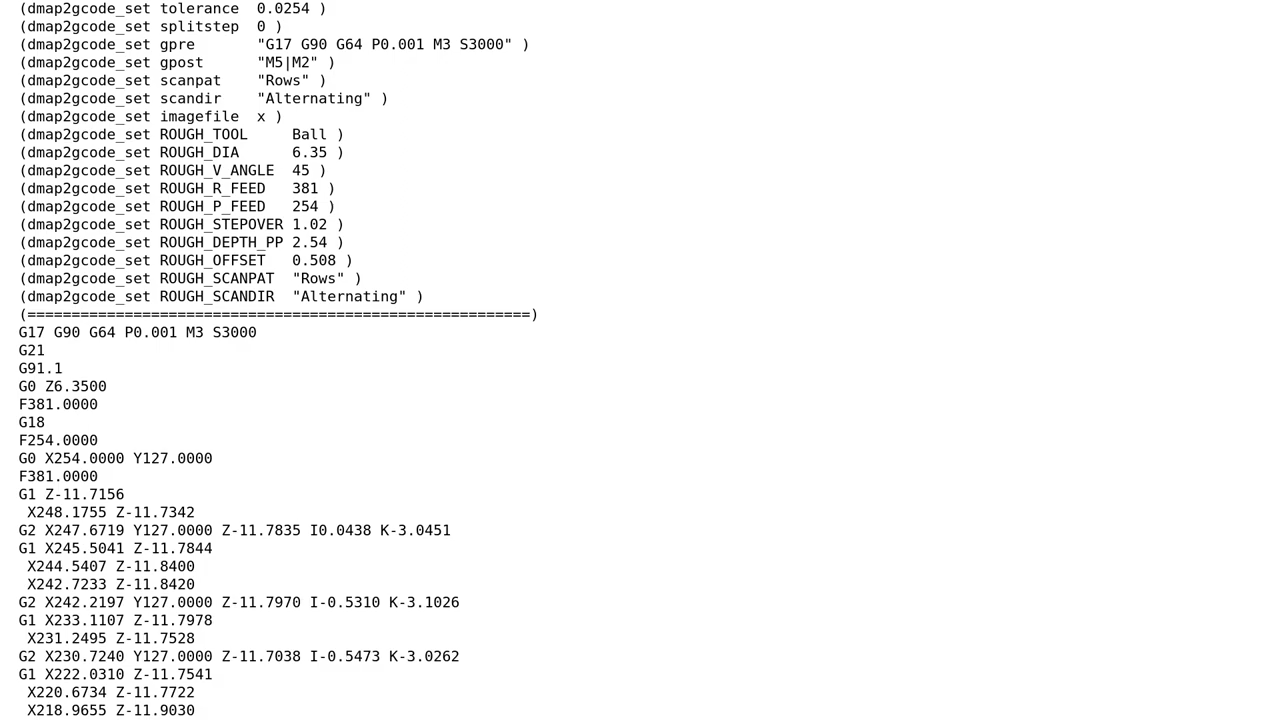 (dmap2gcode_set tolerance  0.0254 )
(dmap2gcode_set splitstep  0 )
(dmap2gcode_set gpre       "G17 G90 G64 P0.001 M3 S3000" )
(dmap2gcode_set gpost      "M5|M2" )
(dmap2gcode_set scanpat    "Rows" )
(dmap2gcode_set scandir    "Alternating" )
(dmap2gcode_set imagefile  x )
(dmap2gcode_set ROUGH_TOOL     Ball )
(dmap2gcode_set ROUGH_DIA      6.35 )
(dmap2gcode_set ROUGH_V_ANGLE  45 )
(dmap2gcode_set ROUGH_R_FEED   381 )
(dmap2gcode_set ROUGH_P_FEED   254 )
(dmap2gcode_set ROUGH_STEPOVER 1.02 )
(dmap2gcode_set ROUGH_DEPTH_PP 2.54 )
(dmap2gcode_set ROUGH_OFFSET   0.508 )
(dmap2gcode_set ROUGH_SCANPAT  "Rows" )
(dmap2gcode_set ROUGH_SCANDIR  "Alternating" )
(=========================================================)
G17 G90 G64 P0.001 M3 S3000
G21
G91.1
G0 Z6.3500
F381.0000
G18
F254.0000
G0 X254.0000 Y127.0000
F381.0000
G1 Z-11.7156
 X248.1755 Z-11.7342
G2 X247.6719 Y127.0000 Z-11.7835 I0.0438 K-3.0451
G1 X245.5041 Z-11.7844
 X244.5407 Z-11.8400
 X242.7233 Z-11.8420
G2 X242.2197 Y127.0000 Z-11.7970 I-0.5310 K-3.1026
G1 X233.1107 Z-11.7978
 X231.2495 Z-11.7528
G2 X230.7240 Y127.0000 Z-11.7038 I-0.5473 K-3.0262
G1 X222.0310 Z-11.7541
 X220.6734 Z-11.7722
 X218.9655 Z-11.9030